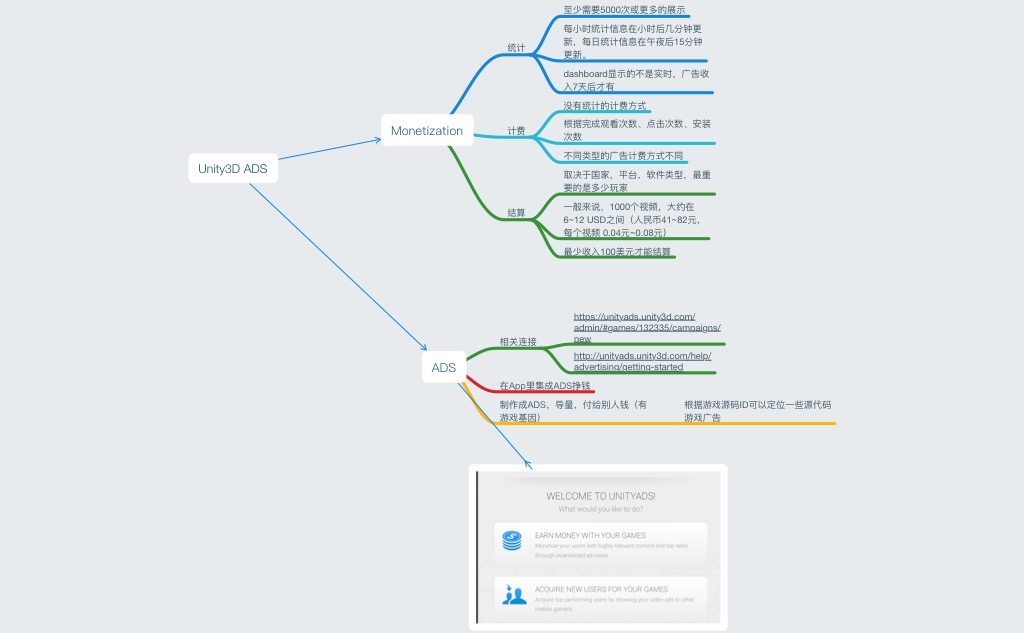 Unity3D ADS
Monetization
统计
至少需要5000次或更多的展示
每小时统计信息在小时后几分钟更
新，每日统计信息在午夜后15分钟
更新。
dashboard显示的不是实时，广告收
入7天后才有
计费
没有统计的计费方式
根据完成观看次数、点击次数、安装
次数
不同类型的广告计费方式不同
结算
取决于国家，平台，软件类型，最重
要的是多少玩家
一般来说，1000个视频，大约在
6~12 USD之间（人民币41~82元，
每个视频 0.04元~0.08元）
最少收入100美元才能结算
ADS
相关连接
https://unityads.unity3d.com/
admin/#games/132335/campaigns/
new
http://unityads.unity3d.com/help/
advertising/getting-started
在App里集成ADS挣钱
制作成ADS，导量，付给别人钱（有
游戏基因）
根据游戏源码ID可以定位一些源代码
游戏广告
WELCOME TO UNITYADS!
What would you like to do?
EARN MONEY WITH YOUR GAMES
Monetize your users with highly relevant content and top rates
through incentivized ad views
ACQUIRE NEW USERS FOR YOUR GAMES
Acquire top performing users by showing your video ads to other
mobile gamers